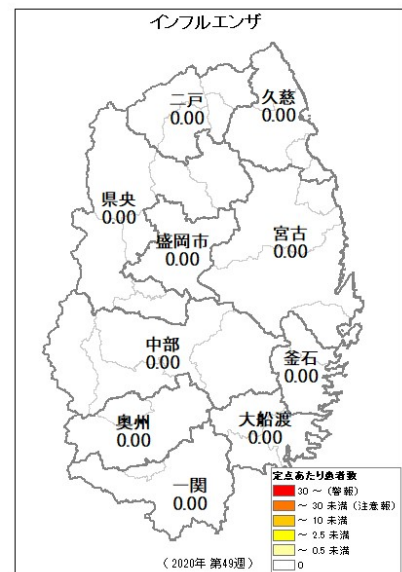 インフルエンザ
二戸
0.00
久慈
0.00
県央
0.00
盛岡市
0.00
宮古
0.00
中部
0.00
釜石
0.00
奥州
0.00
大船渡
0.00
一関
0.00
定点あたり患者数
30 ~ (警報)
~ 30 未満 (注意報)
~ 10 未満
~ 2.5 未満
~ 0.5 未満
0
(2020年 第49週)